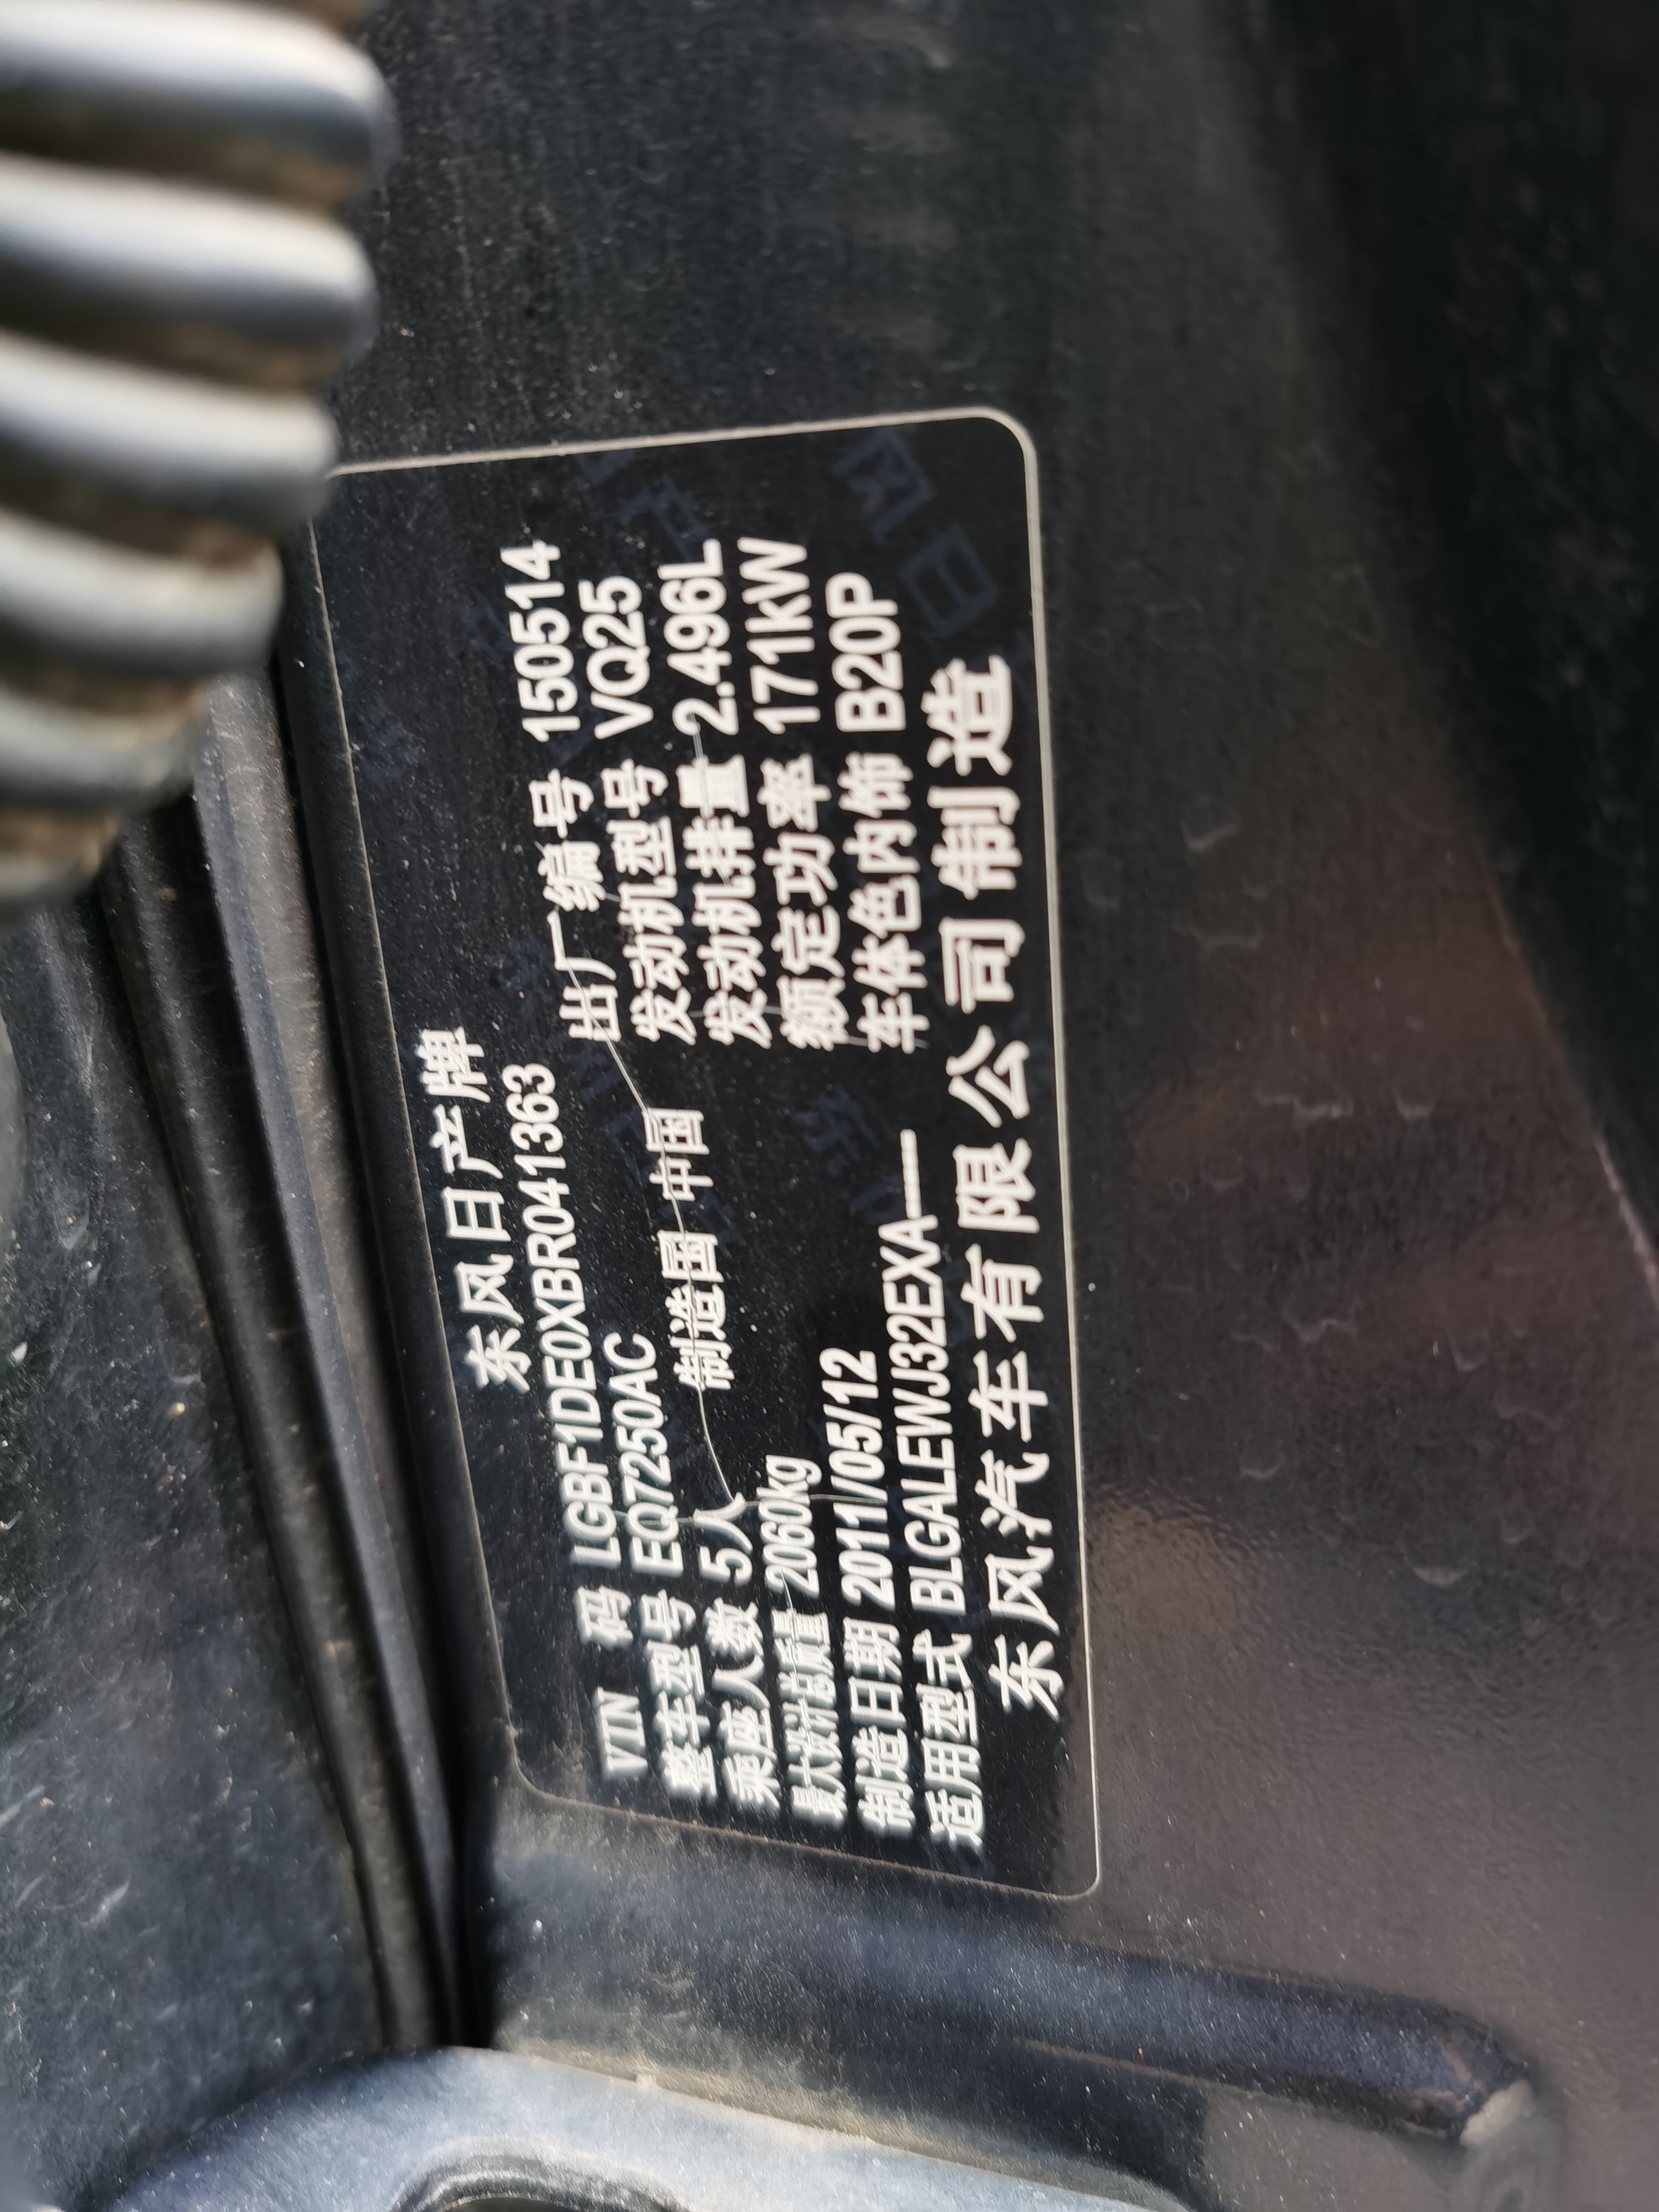 东风日产牌
VIN 码 LGBF1DE0XBR041363 出厂编号 150514
整车型号 EQ7250AC 发动机型号 VQ25
乘座人数 5人 制造国 中国 发动机排量 2.496L
最大设计总质量 2060kg 额定功率 171kW
制造日期 2011/05/12 车体色内饰 B20P
适用型式 BLGALEWJ32EXA----
东风汽车有限公司制造